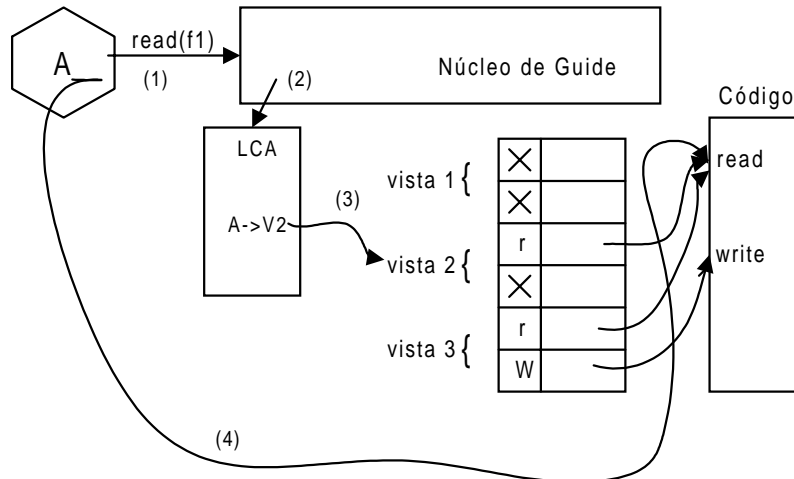 read(f1)
A
(1)
(2)
Núcleo de Guide
Código
LCA
A->V2
(3)
vista 1 {
r
vista 2 {
r
vista 3 {
W
read
write
(4)